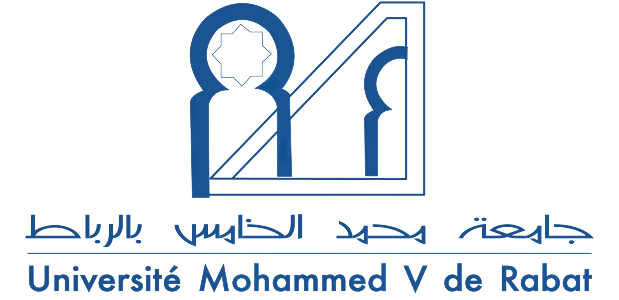 جامعة محمد الخامس بالرباط
Université Mohammed V de Rabat